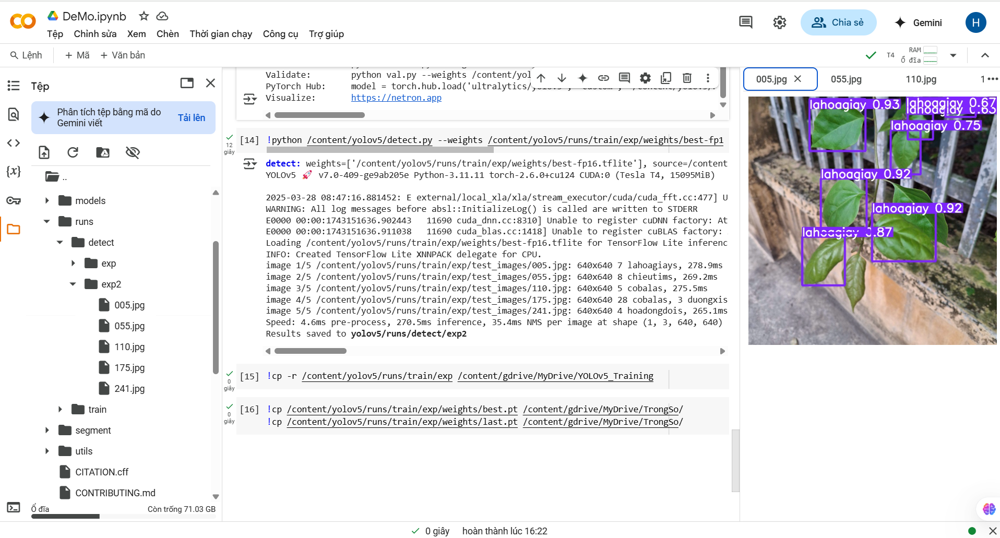 DeMo.ipynb
Tệp Chỉnh sửa Xem Chèn Thời gian chạy Công cụ Trợ giúp
Chia sẻ
Gemini
H
Lệnh + Mã + Văn bản
T4 RAM
Ổ đĩa
Tệp
Phân tích tệp bằng mã do
Gemini viết
Tải lên
..
models
runs
detect
exp
exp2
005.jpg
055.jpg
110.jpg
175.jpg
241.jpg
train
segment
utils
CITATION.cff
CONTRIBUTING.md
Ổ đĩa Còn trống 71.03 GB
Validate: python val.py --weights /content/yol
PyTorch Hub: model = torch.hub.load('ultralytics/
Visualize: https://netron.app
12
giây
[14] !python /content/yolov5/detect.py --weights /content/yolov5/runs/train/exp/weights/best-fp1
detect: weights=['/content/yolov5/runs/train/exp/weights/best-fp16.tflite'], source=/content
YOLOv5 🚀 v7.0-409-ge9ab205e Python-3.11.11 torch-2.6.0+cu124 CUDA:0 (Tesla T4, 15095MiB)
2025-03-28 08:47:16.881452: E external/local_xla/xla/stream_executor/cuda/cuda_fft.cc:477] U
WARNING: All log messages before absl::InitializeLog() is called are written to STDERR
E0000 00:00:1743151636.902443 11690 cuda_dnn.cc:8310] Unable to register cuDNN factory: At
E0000 00:00:1743151636.911038 11690 cuda_blas.cc:1418] Unable to register cuBLAS factory:
Loading /content/yolov5/runs/train/exp/weights/best-fp16.tflite for TensorFlow Lite inferenc
INFO: Created TensorFlow Lite XNNPACK delegate for CPU.
image 1/5 /content/yolov5/runs/train/exp/test_images/005.jpg: 640x640 7 lahoagiays, 278.9ms
image 2/5 /content/yolov5/runs/train/exp/test_images/055.jpg: 640x640 8 chieutims, 269.2ms
image 3/5 /content/yolov5/runs/train/exp/test_images/110.jpg: 640x640 5 cobalas, 275.5ms
image 4/5 /content/yolov5/runs/train/exp/test_images/175.jpg: 640x640 28 cobalas, 3 duongxis
image 5/5 /content/yolov5/runs/train/exp/test_images/241.jpg: 640x640 4 hoadongdois, 265.1ms
Speed: 4.6ms pre-process, 270.5ms inference, 35.4ms NMS per image at shape (1, 3, 640, 640)
Results saved to yolov5/runs/detect/exp2
0
giây
[15] !cp -r /content/yolov5/runs/train/exp /content/gdrive/MyDrive/YOLOv5_Training
0
giây
[16] !cp /content/yolov5/runs/train/exp/weights/best.pt /content/gdrive/MyDrive/TrongSo/
!cp /content/yolov5/runs/train/exp/weights/last.pt /content/gdrive/MyDrive/TrongSo/
005.jpg 055.jpg 110.jpg 1
lahoagiay 0.93
lahoagiay 0.67
lahoagiay
lahoagiay 0.75
lahoagiay 0.92
lahoagiay 0.92
lahoagiay 0.87
0 giây hoàn thành lúc 16:22